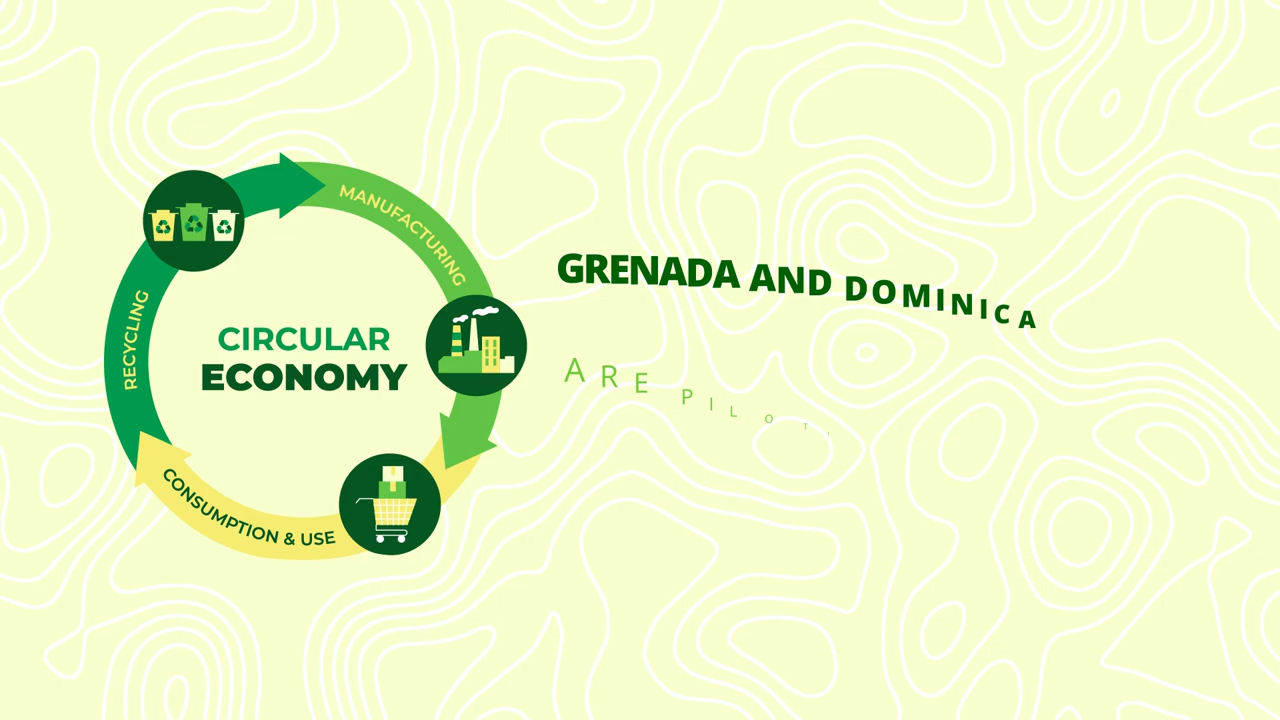 MANUFACTURING
RECYCLING
CIRCULAR
ECONOMY
CONSUMPTION & USE
GRENADA AND DOMINICA
ARE